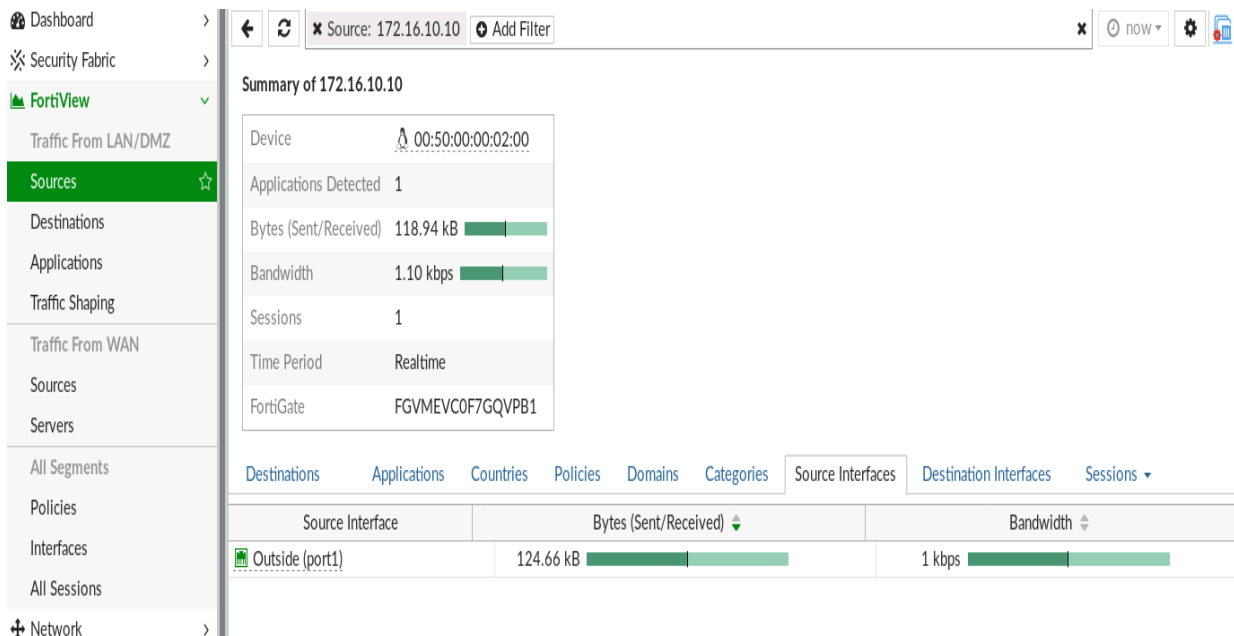 Dashboard
Security Fabric
FortiView
Traffic From LAN/DMZ
Sources
Destinations
Applications
Traffic Shaping
Traffic From WAN
Sources
Servers
All Segments
Policies
Interfaces
All Sessions
Network
Source: 172.16.10.10 Add Filter now
Summary of 172.16.10.10
Device 00:50:00:00:02:00
Applications Detected 1
Bytes (Sent/Received) 118.94 kB
Bandwidth 1.10 kbps
Sessions 1
Time Period Realtime
FortiGate FGVMEVC0F7GQVPB1
Destinations Applications Countries Policies Domains Categories Source Interfaces Destination Interfaces Sessions
Source Interface Bytes (Sent/Received) Bandwidth
Outside (port1) 124.66 kB 1 kbps